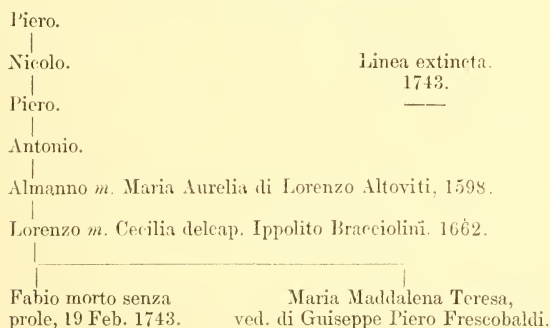 Piero.
Nicolo.
Linea extincta.
1743.
Piero.
Antonio.
Almanno m. Maria Aurelia di Lorenzo Altoviti, 1598.
Lorenzo m. Cecilia delcap. Ippolito Bracciolini. 1662.
Fabio morto senza
prole, 19 Feb. 1743.
Maria Maddalena Teresa,
ved. di Guiseppe Piero Frescobaldi.